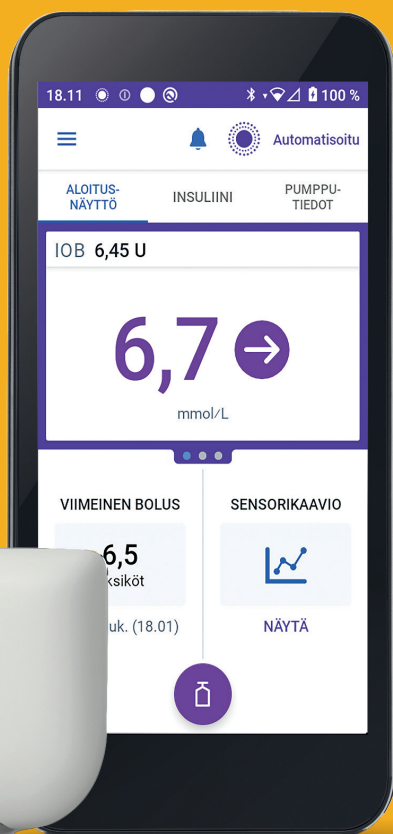 18.11 100 %
Automatisoitu
ALOITUS-
NÄYTTÖ
INSULIINI
PUMPPU-
TIEDOT
IOB 6,45 U
6,7
mmol/L
VIIMEINEN BOLUS
SENSORIKAAVIO
6,5
ksiköt
uk. (18.01)
NÄYTÄ